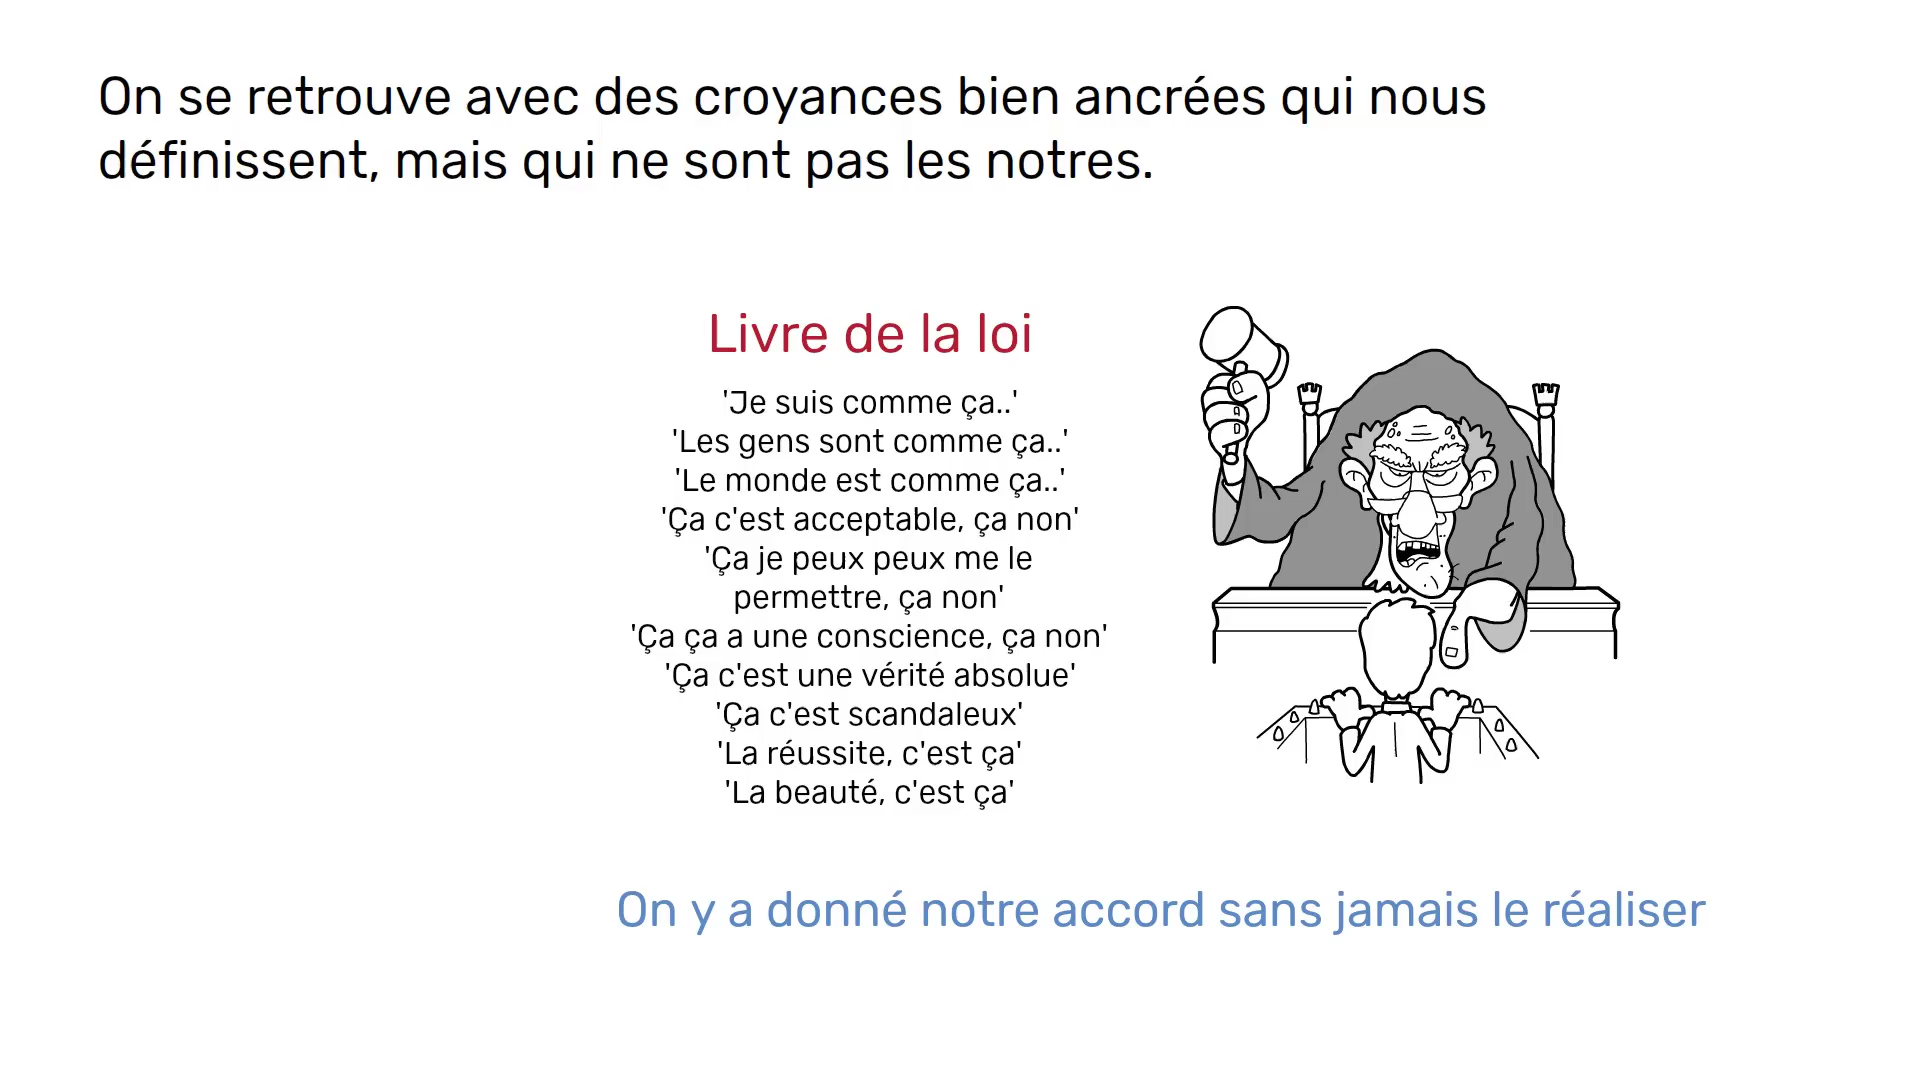 On se retrouve avec des croyances bien ancrées qui nous
définissent, mais qui ne sont pas les notres.
Livre de la loi
'Je suis comme ça..'
'Les gens sont comme ça..'
'Le monde est comme ça..'
'Ça c'est acceptable, ça non'
'Ça je peux peux me le
permettre, ça non'
'Ça ça a une conscience, ça non'
'Ça c'est une vérité absolue'
'Ça c'est scandaleux'
'La réussite, c'est ça'
'La beauté, c'est ça'
On y a donné notre accord sans jamais le réaliser